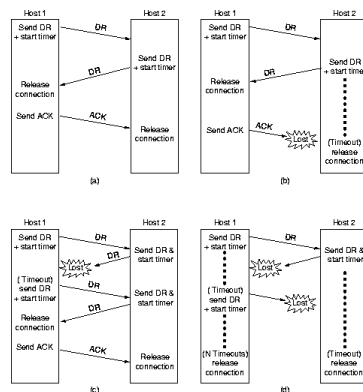 Host 1
Host 2
Send DR
+ start timer
DR
Send DR
+ start timer
DR
Release
connection
Send ACK
ACK
Release
connection
(a)
Host 1
Host 2
Send DR
+ start timer
DR
Send DR
+ start timer
DR
Release
connection
Send ACK
ACK
Lost
(Timeout)
release
connection
(b)
Host 1
Host 2
Send DR
+ start timer
DR
Send DR &
start timer
DR
Lost
( Timeout)
send DR
+ start timer
DR
Send DR &
start timer
DR
Release
connection
Send ACK
ACK
Release
connection
(c)
Host 1
Host 2
Send DR
+ start timer
DR
Send DR &
start timer
Lost
( Timeout)
send DR
+ start timer
Lost
(N Timeouts)
release
connection
(Timeout)
release
connection
(d)